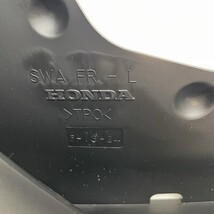 SWA FR - L
HONDA
>TPO<